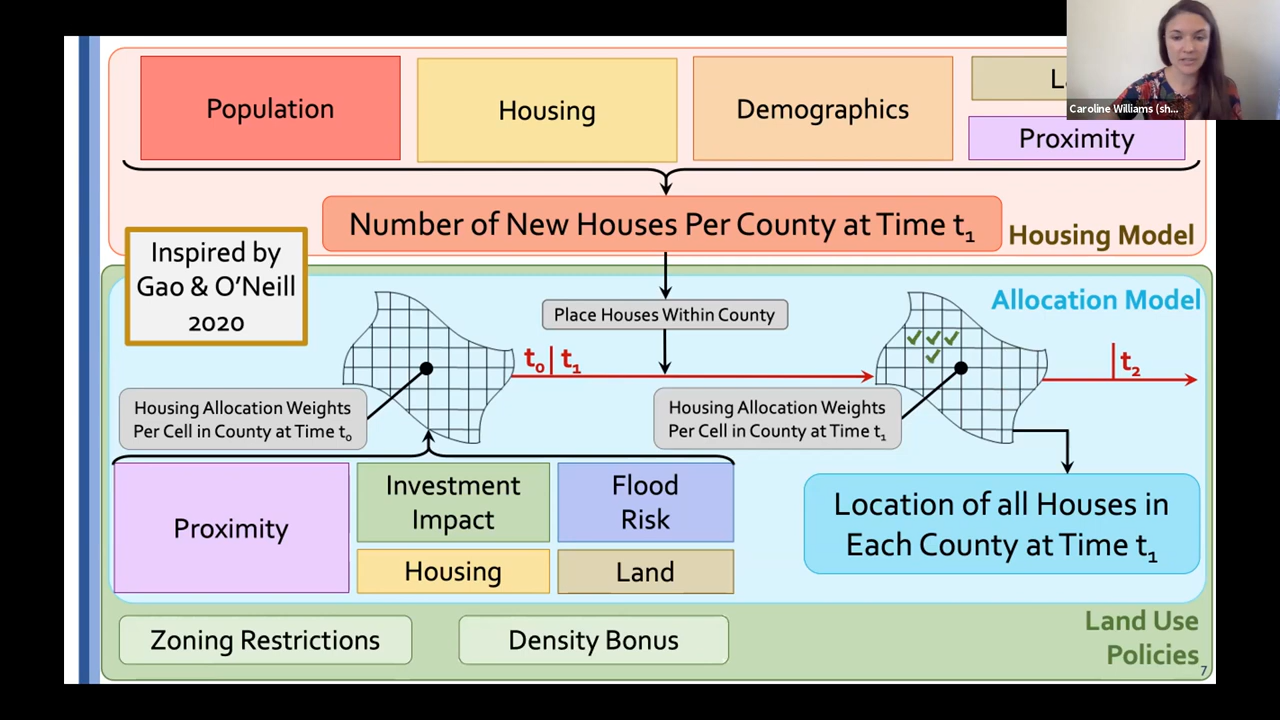 Population
Housing
Demographics
Proximity
Caroline Williams (sh...
Number of New Houses Per County at Time t₁
Housing Model
Inspired by
Gao & O'Neill
2020
Allocation Model
Place Houses Within County
t₀| t₁
t₂
Housing Allocation Weights
Per Cell in County at Time t₀
Housing Allocation Weights
Per Cell in County at Time t₁
Proximity
Investment
Impact
Flood
Risk
Housing
Land
Location of all Houses in
Each County at Time t₁
Zoning Restrictions
Density Bonus
Land Use
Policies
7